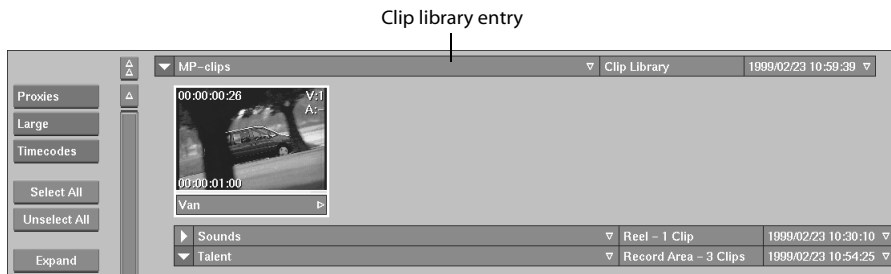 Clip library entry
MP-clips Clip Library 1999/02/23 10:59:39
Proxies
Large
Timecodes
Select All
Unselect All
Expand
00:00:00:26 V:1
A:-
00:00:01:00
Van
Sounds Reel - 1 Clip 1999/02/23 10:30:10
Talent Record Area - 3 Clips 1999/02/23 10:54:25